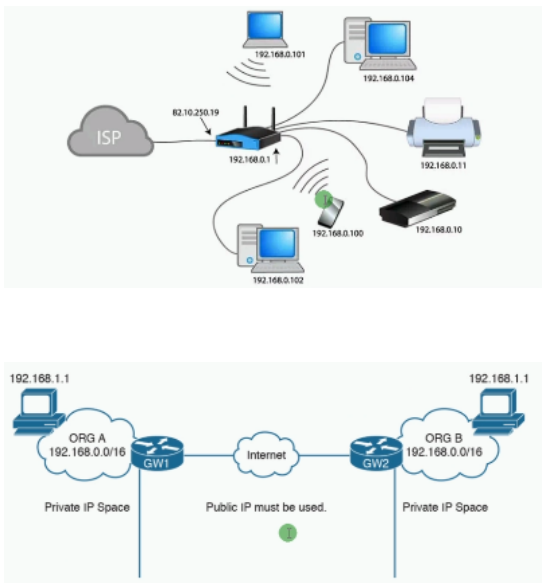 192.168.0.101
192.168.0.104
82.10.250.19
ISP
192.168.0.1
192.168.0.11
192.168.0.100
192.168.0.10
192.168.0.102
192.168.1.1
192.168.1.1
ORG A
192.168.0.0/16
GW1
Internet
GW2
ORG B
192.168.0.0/16
Private IP Space
Public IP must be used.
Private IP Space